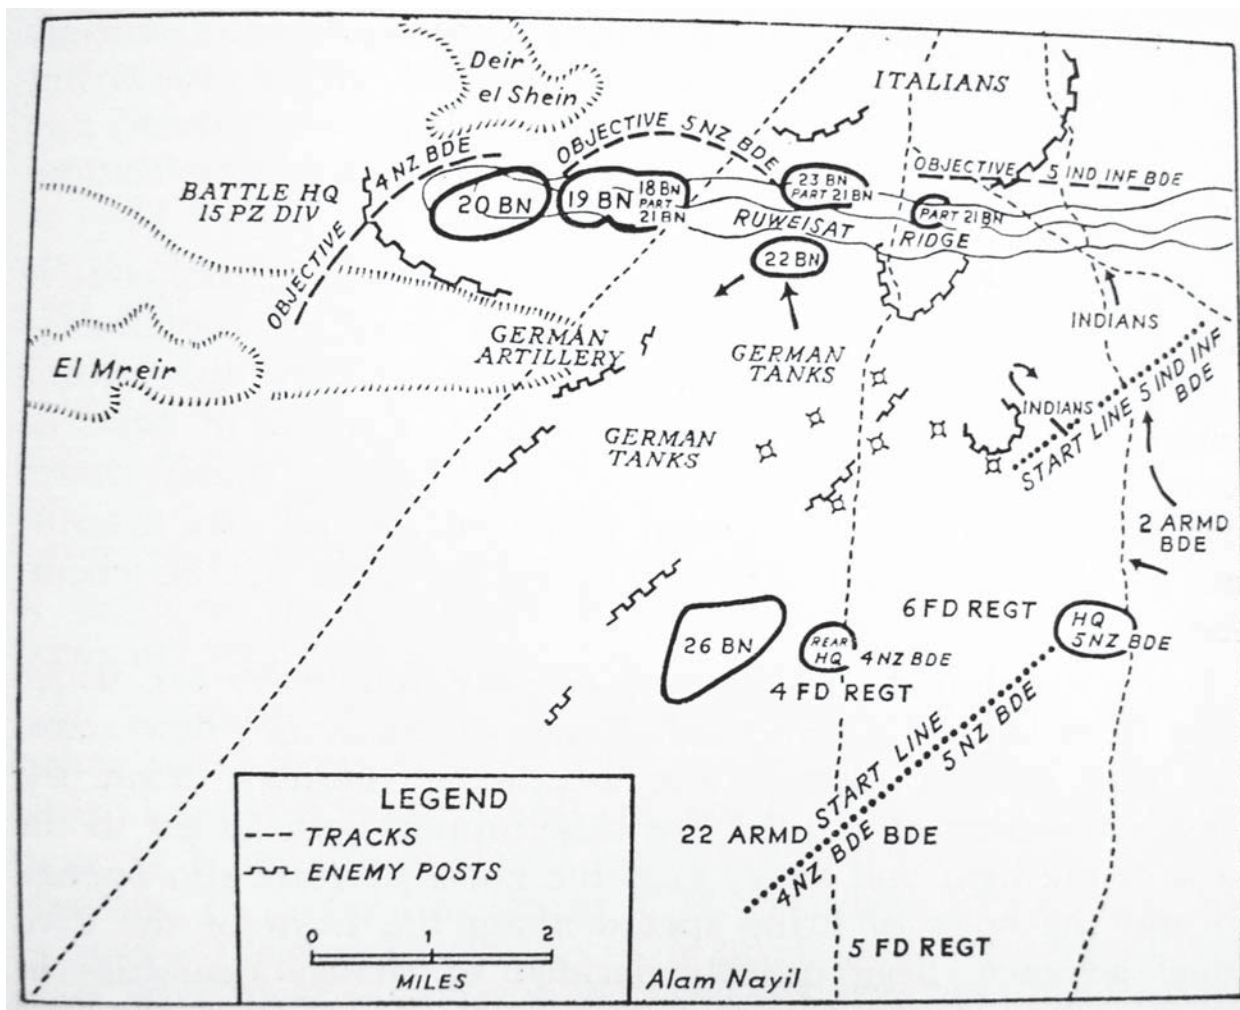 Deir
el Shein
ITALIANS
OBJECTIVE 4 NZ BDE
OBJECTIVE 5 NZ BDE
OBJECTIVE 5 IND INF BDE
BATTLE HQ
15 PZ DIV
20 BN
19 BN
18 BN
PART
21 BN
23 BN
PART 21 BN
PART 21 BN
RUWEISAT RIDGE
22 BN
INDIANS
El Mreir
GERMAN
ARTILLERY
GERMAN
TANKS
GERMAN
TANKS
INDIANS
START LINE 5 IND INF
BDE
2 ARMD
BDE
6 FD REGT
HQ
5 NZ BDE
26 BN
REAR
HQ
4 NZ BDE
4 FD REGT
START LINE
5 NZ BDE
4 NZ BDE
22 ARMD BDE
5 FD REGT
Alam Nayil
LEGEND
TRACKS
ENEMY POSTS
0 1 2
MILES